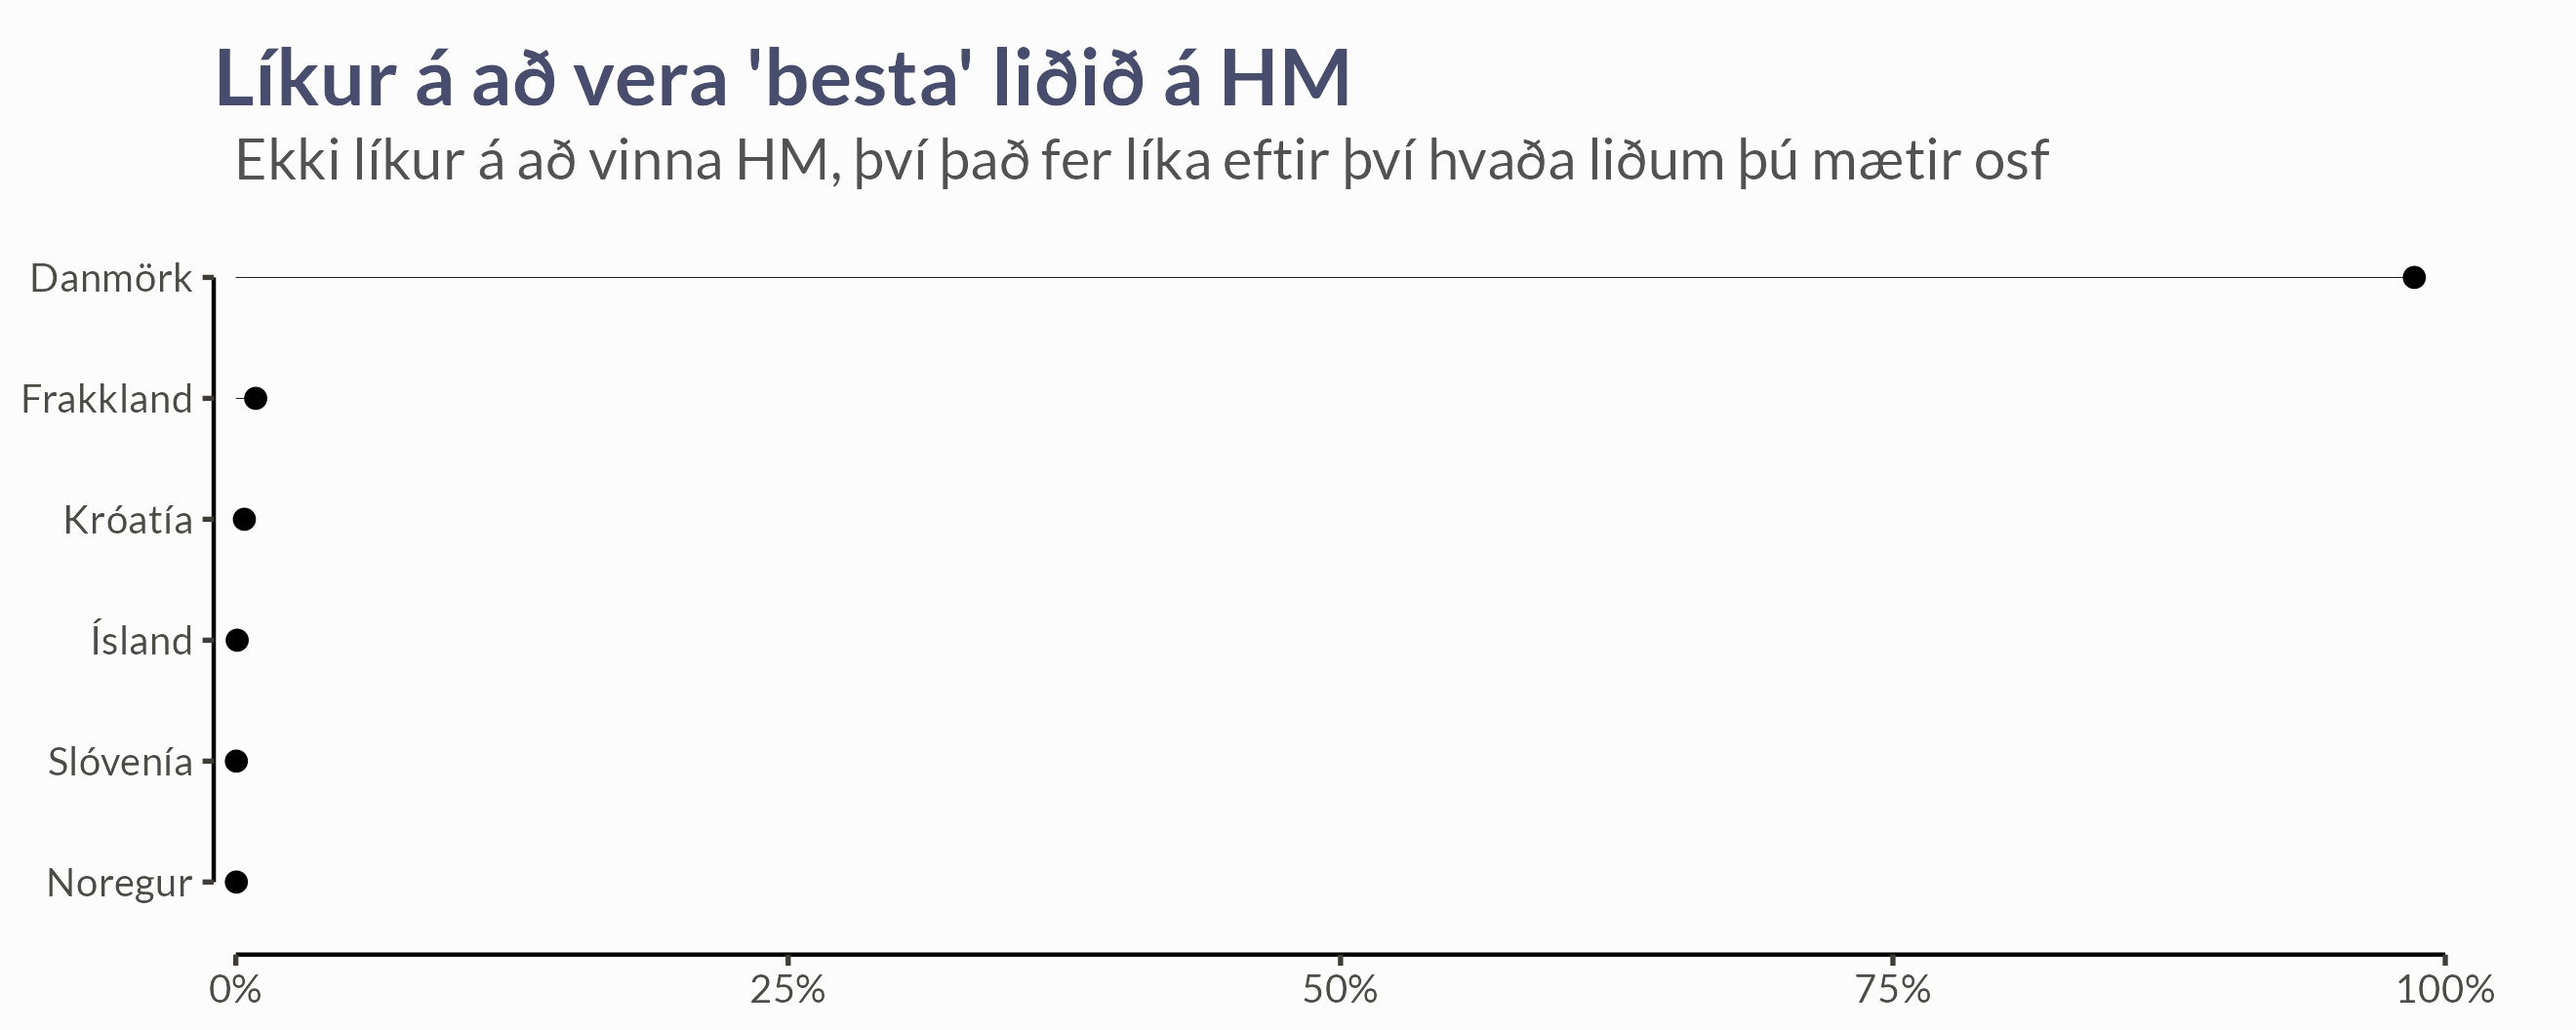 Líkur á að vera 'besta' liðið á HM
Ekki líkur á að vinna HM, því það fer líka eftir því hvaða liðum þú mætir osf
Danmörk
Frakkland
Króatía
Ísland
Slóvenía
Noregur
0% 25% 50% 75% 100%